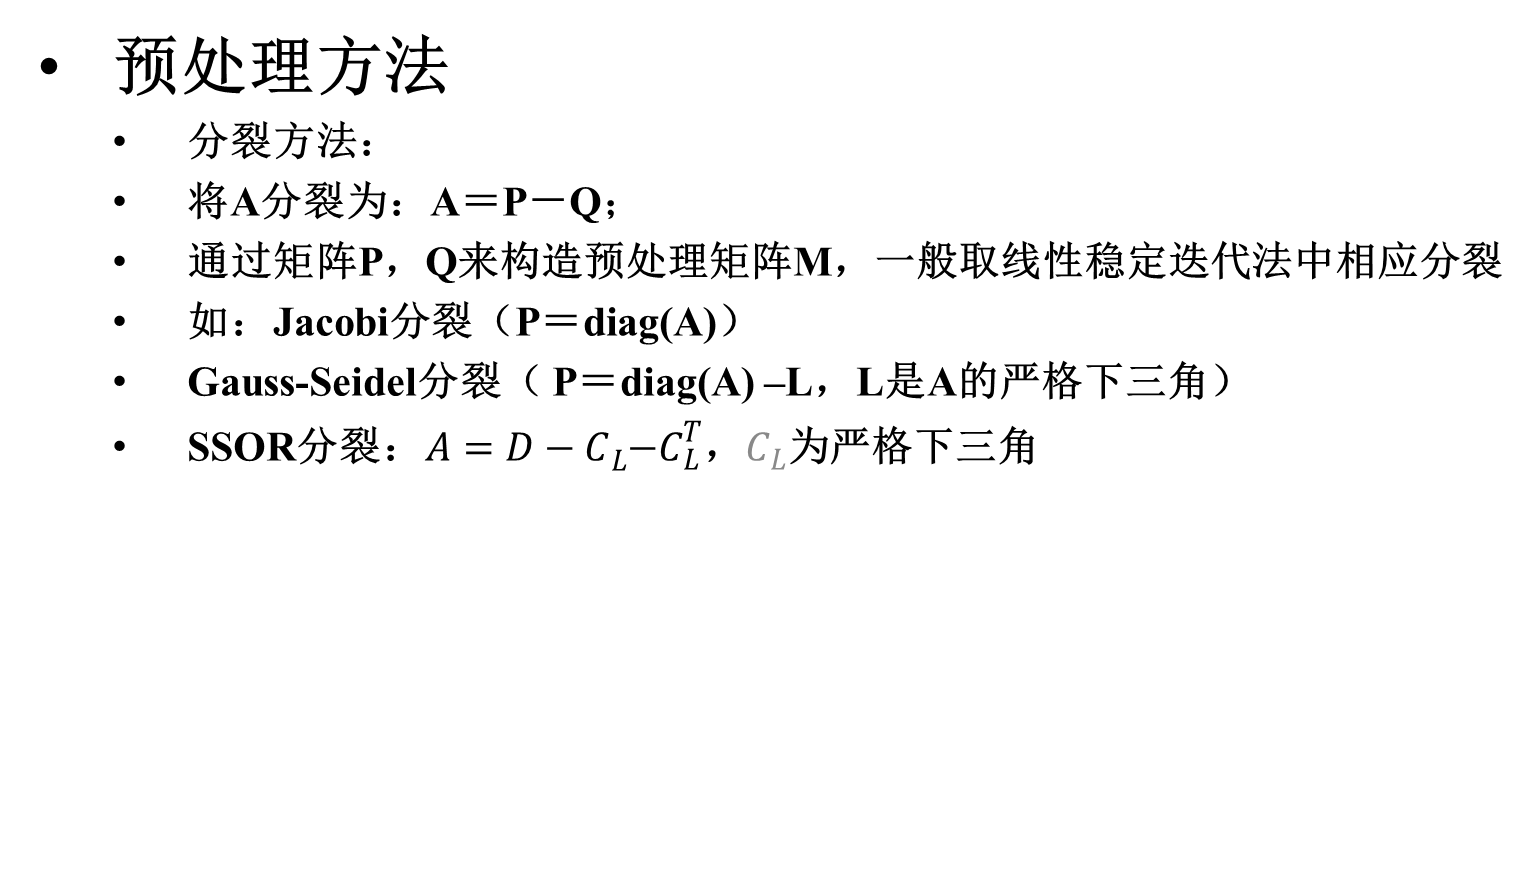 • 预处理方法
• 分裂方法：
• 将A分裂为：A＝P－Q；
• 通过矩阵P，Q来构造预处理矩阵M，一般取线性稳定迭代法中相应分裂
• 如：Jacobi分裂（P＝diag(A)）
• Gauss-Seidel分裂（ P＝diag(A) –L，L是A的严格下三角）
• SSOR分裂：$A = D - C_L - C_L^T$，$C_L$为严格下三角